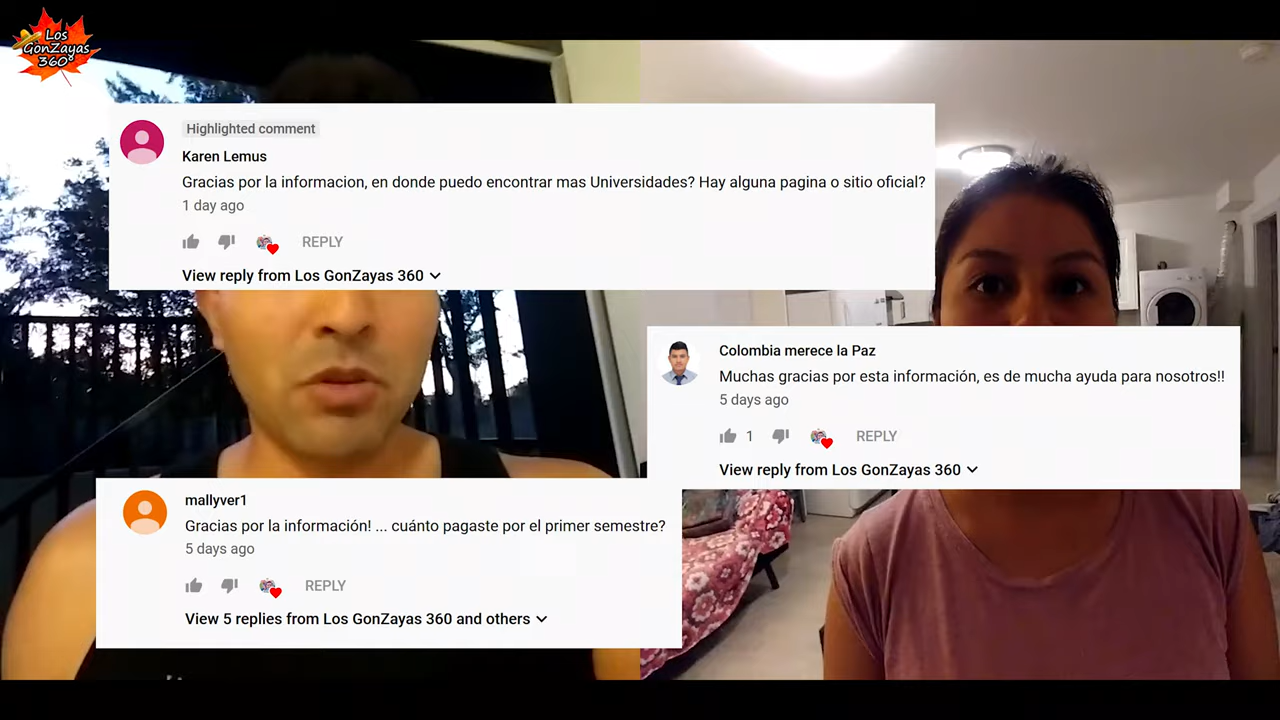 Los
GonZayas
360°
Highlighted comment
Karen Lemus
Gracias por la informacion, en donde puedo encontrar mas Universidades? Hay alguna pagina o sitio oficial?
1 day ago
REPLY
View reply from Los GonZayas 360
Colombia merece la Paz
Muchas gracias por esta información, es de mucha ayuda para nosotros!!
5 days ago
1
REPLY
View reply from Los GonZayas 360
mallyver1
Gracias por la información! ... cuánto pagaste por el primer semestre?
5 days ago
REPLY
View 5 replies from Los GonZayas 360 and others